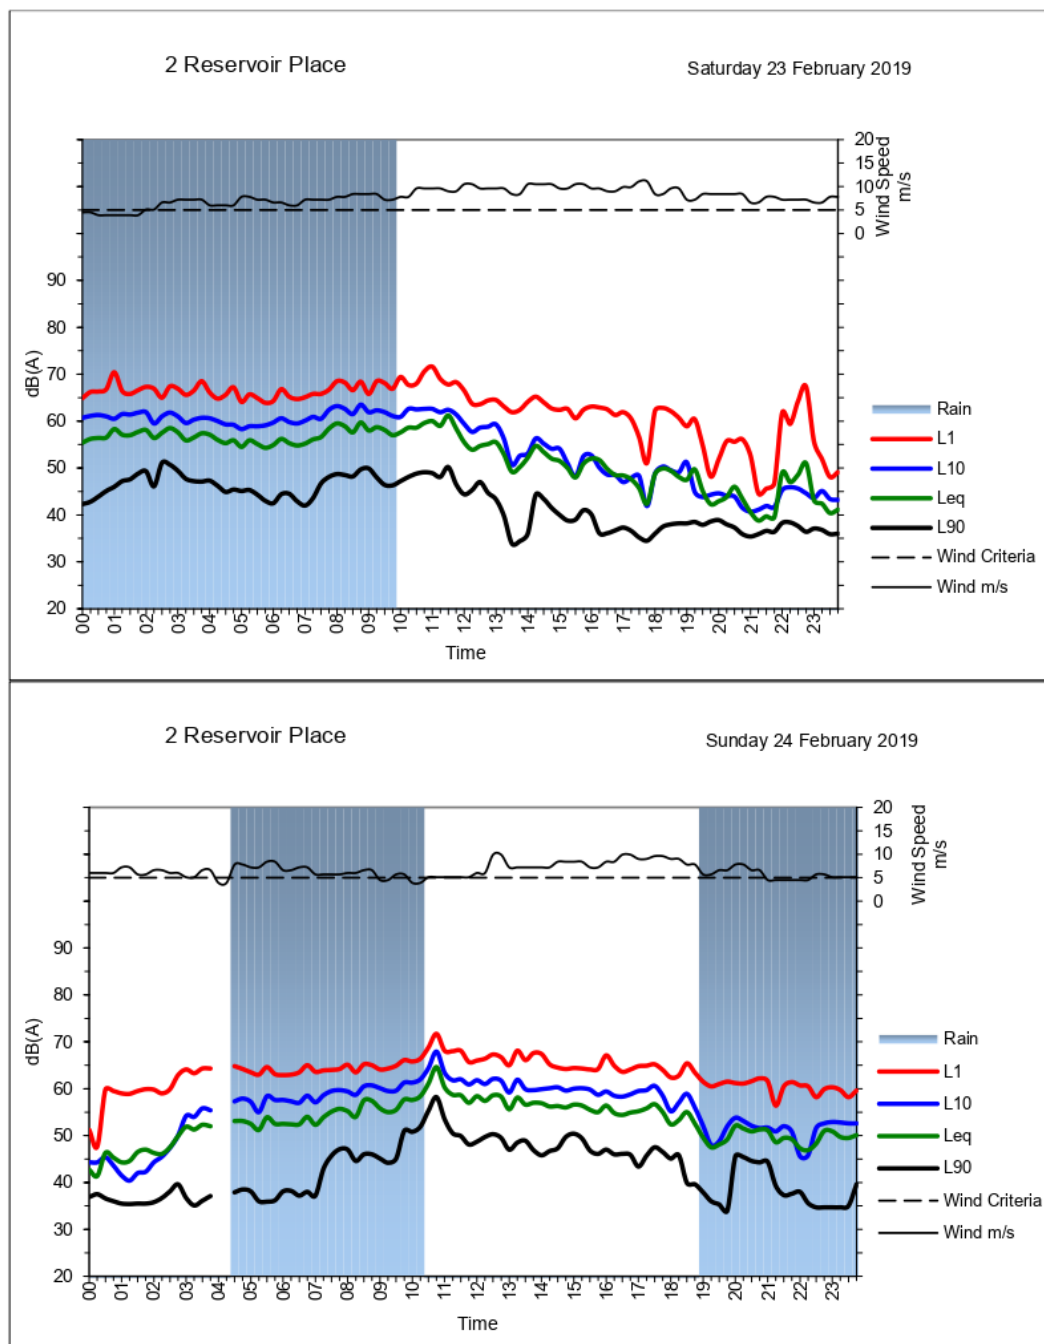 2 Reservoir Place
Saturday 23 February 2019
20
15
10
5
0
Wind Speed
m/s
90
80
70
60
50
40
30
20
dB(A)
00 01 02 03 04 05 06 07 08 09 10 11 12 13 14 15 16 17 18 19 20 21 22 23
Time
Rain
L1
L10
Leq
L90
Wind Criteria
Wind m/s
2 Reservoir Place
Sunday 24 February 2019
20
15
10
5
0
Wind Speed
m/s
90
80
70
60
50
40
30
20
dB(A)
00 01 02 03 04 05 06 07 08 09 10 11 12 13 14 15 16 17 18 19 20 21 22 23
Time
Rain
L1
L10
Leq
L90
Wind Criteria
Wind m/s